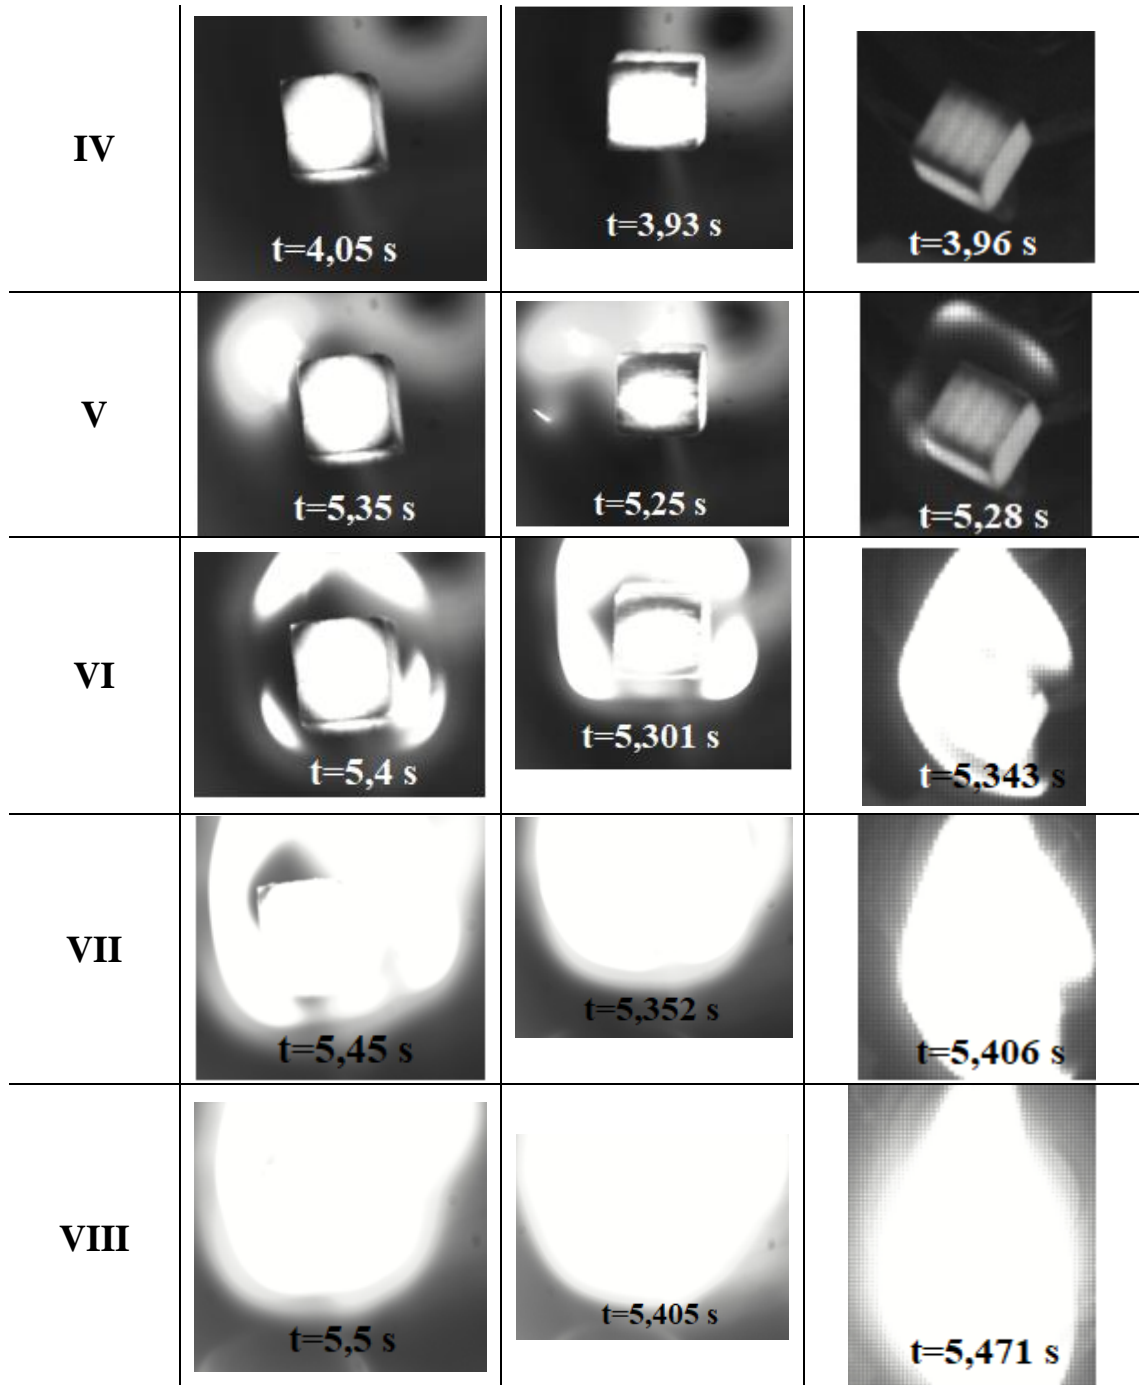 IV
t=4,05 s
t=3,93 s
t=3,96 s
V
t=5,35 s
t=5,25 s
t=5,28 s
VI
t=5,4 s
t=5,301 s
t=5,343 s
VII
t=5,45 s
t=5,352 s
t=5,406 s
VIII
t=5,5 s
t=5,405 s
t=5,471 s